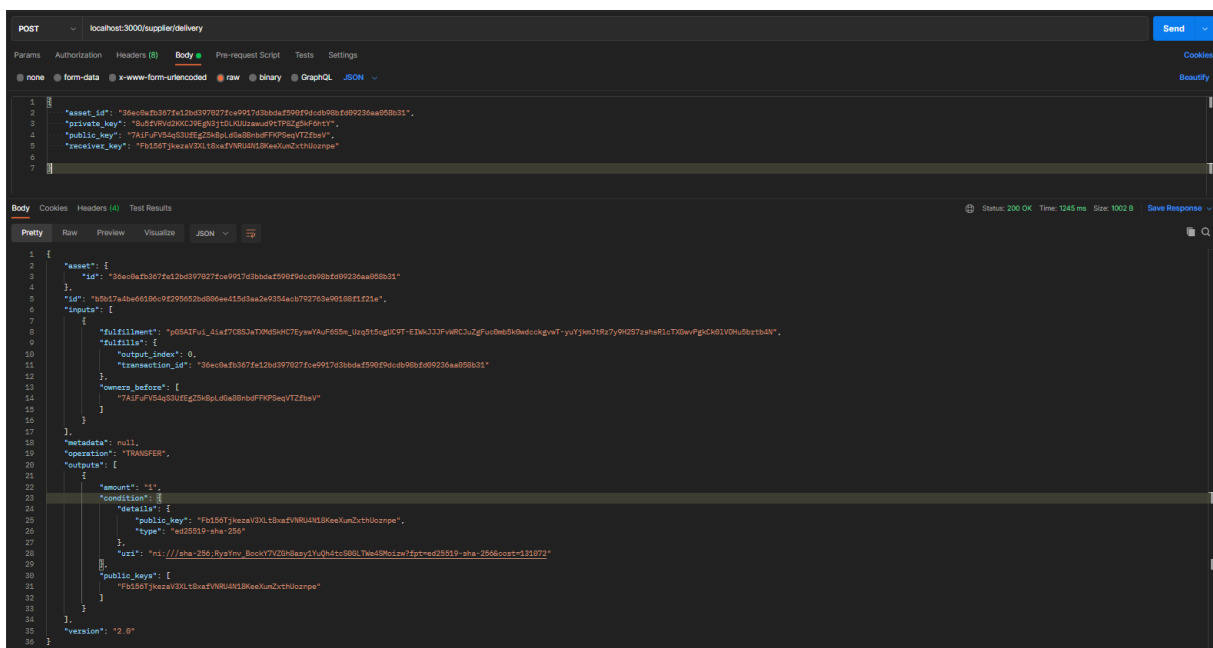 POST localhost:3000/supplier/delivery Send
Params Authorization Headers (8) Body Pre-request Script Tests Settings Cookies
none form-data x-www-form-urlencoded raw binary GraphQL JSON Beautify
1 {
2 "asset_id": "36ec0afb367fe12bd397027fce9917d3bbdaf590f9dcdb98bfd09236aa058b31",
3 "private_key": "8u5fVRVd2KKCJ9EgN3jtDLKUUzawud9tTP8Zg5kF6htY",
4 "public_key": "7AiFuFV54qS3UfEgZ5kBpLdGa8BnbdFFKPSeqVTZfbsV",
5 "receiver_key": "Fb156TjkezaV3XLt8xafVNRU4N18KeeXumZxthUoznpe"
6
7 }
Body Cookies Headers (4) Test Results Status: 200 OK Time: 1245 ms Size: 1002 B Save Response
Pretty Raw Preview Visualize JSON
1 {
2 "asset": {
3 "id": "36ec0afb367fe12bd397027fce9917d3bbdaf590f9dcdb98bfd09236aa058b31"
4 },
5 "id": "b5b17a4be66106c9f295652bd806ee415d3aa2e9354acb792763e90108f1f21e",
6 "inputs": [
7 {
8 "fulfillment":
9 "fulfills": {
10 "output_index": 0,
11 "transaction_id": "36ec0afb367fe12bd397027fce9917d3bbdaf590f9dcdb98bfd09236aa058b31"
12 },
13 "owners_before": [
14 "7AiFuFV54qS3UfEgZ5kBpLdGa8BnbdFFKPSeqVTZfbsV"
15 ]
16 }
17 ],
18 "metadata": null,
19 "operation": "TRANSFER",
20 "outputs": [
21 {
22 "amount": "1",
23 "condition": {
24 "details": {
25 "public_key": "Fb156TjkezaV3XLt8xafVNRU4N18KeeXumZxthUoznpe",
26 "type": "ed25519-sha-256"
27 },
28 "uri": "ni:///sha-256;RysYnv_BockY7VZGh8asy1YuQh4tcS0GLTWe4SMoizw?fpt=ed25519-sha-256&cost=131072"
29 },
30 "public_keys": [
31 "Fb156TjkezaV3XLt8xafVNRU4N18KeeXumZxthUoznpe"
32 ]
33 }
34 ],
35 "version": "2.0"
36 }